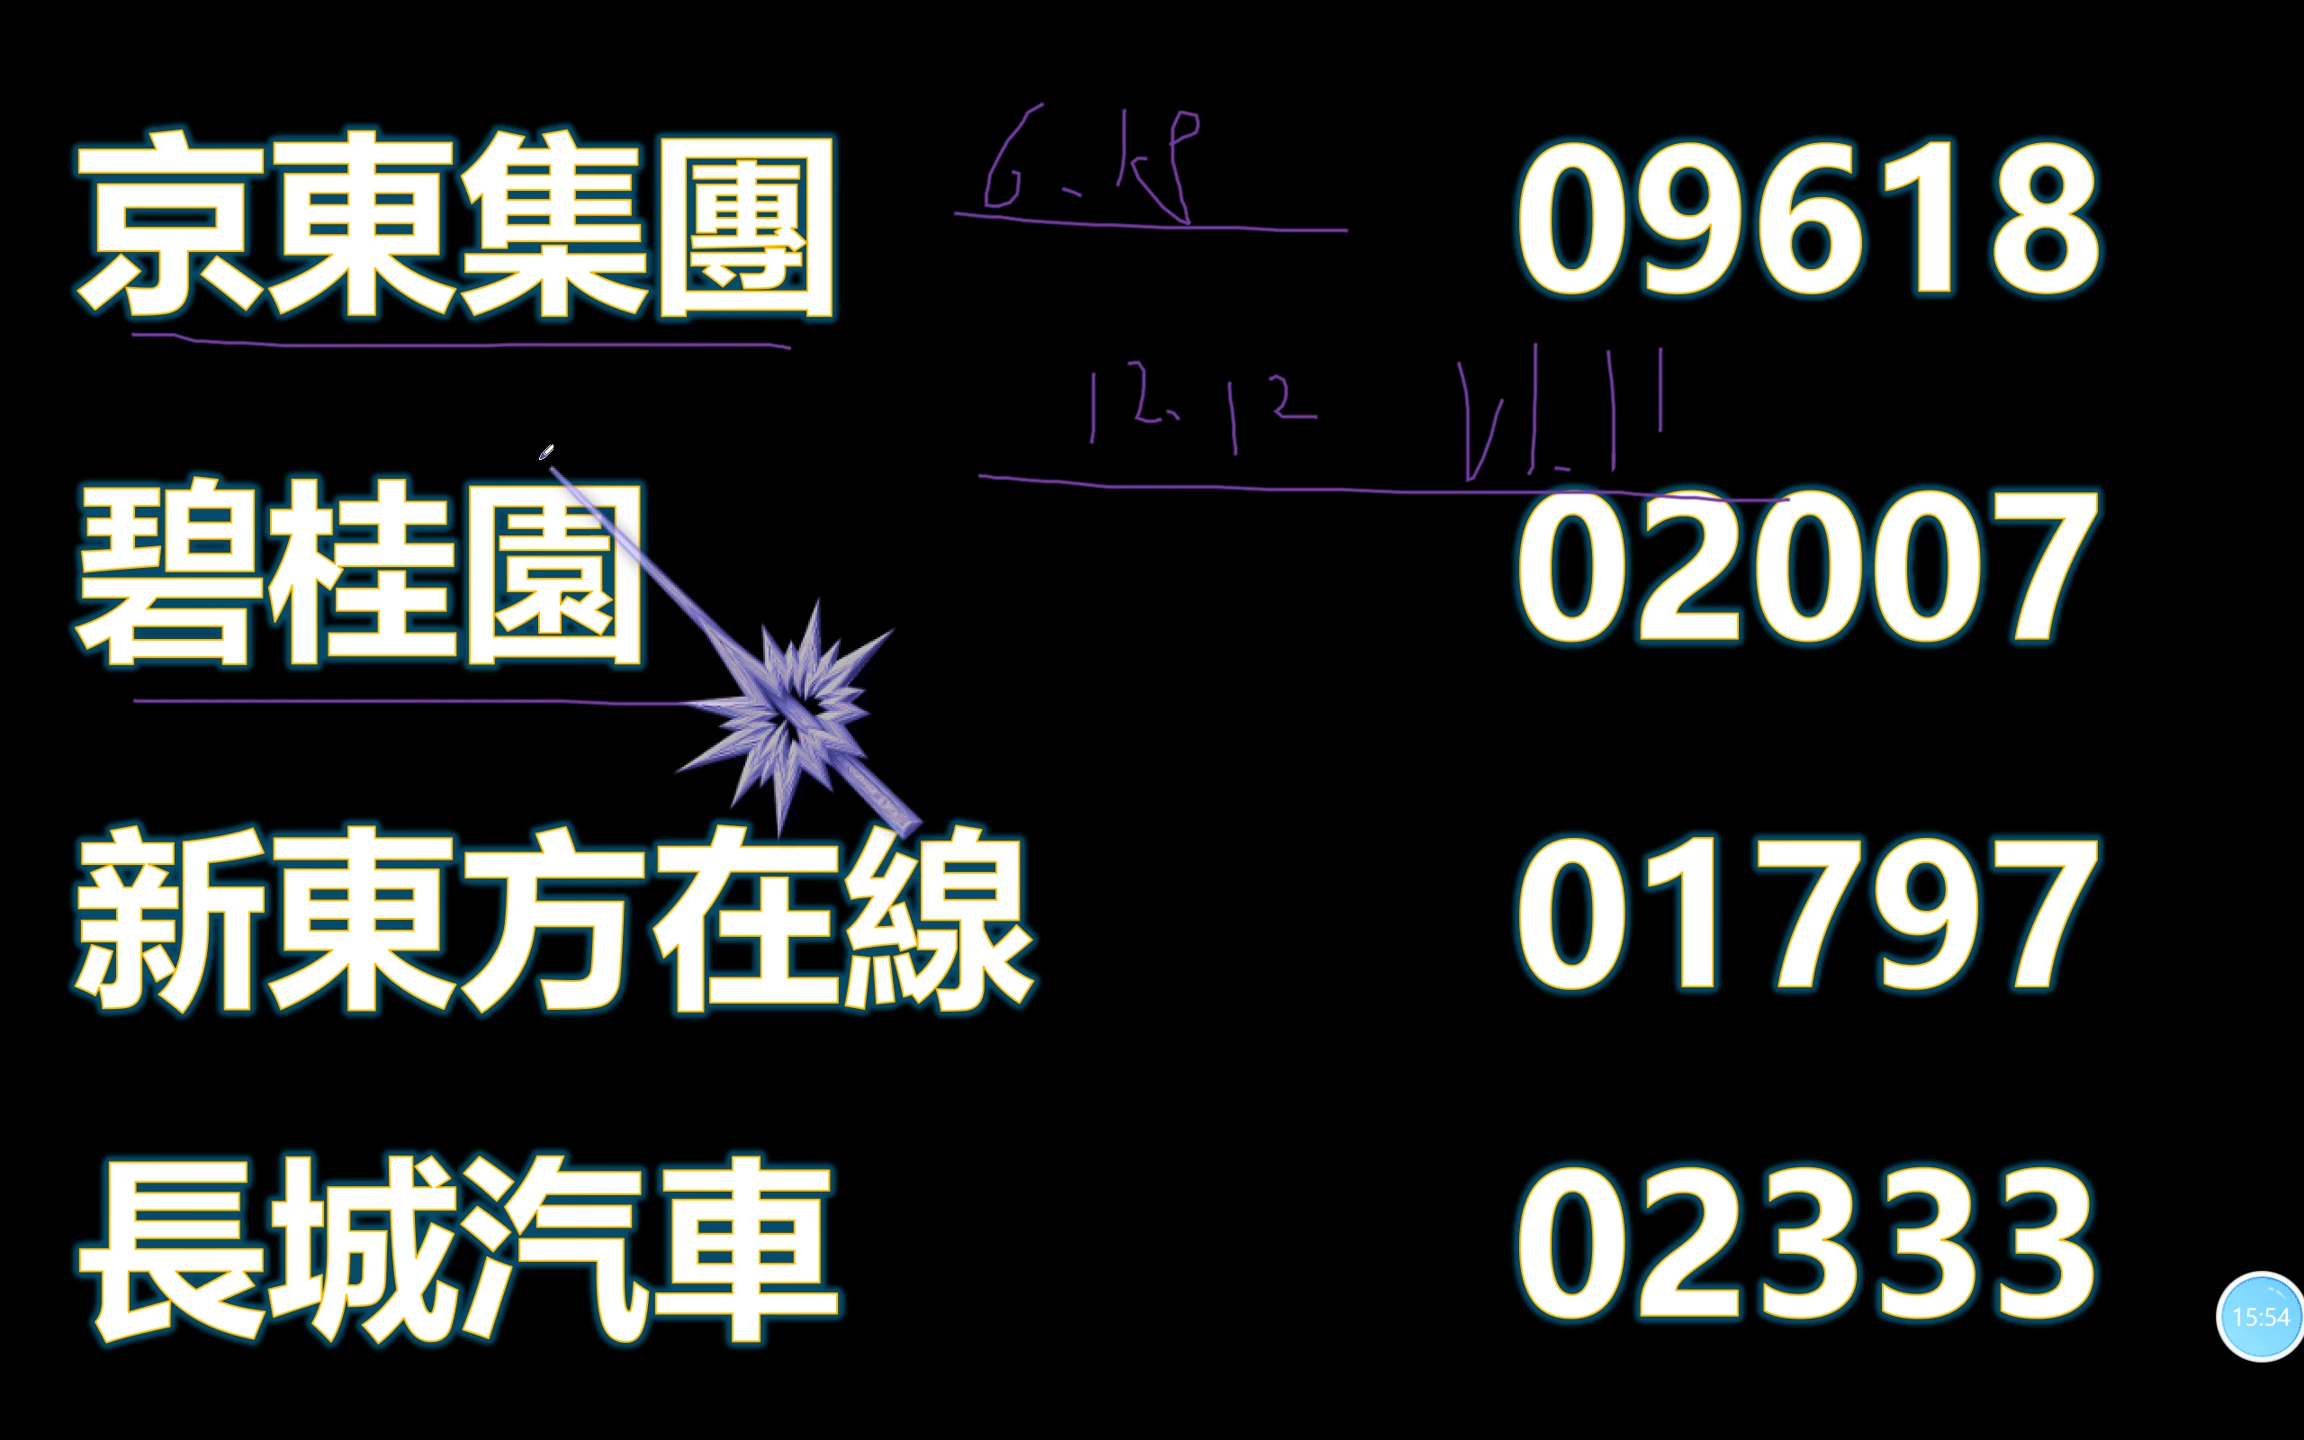 京東集團 6.18 09618
12.12 V11.11
碧桂園 02007
新東方在線 01797
長城汽車 02333
15:54